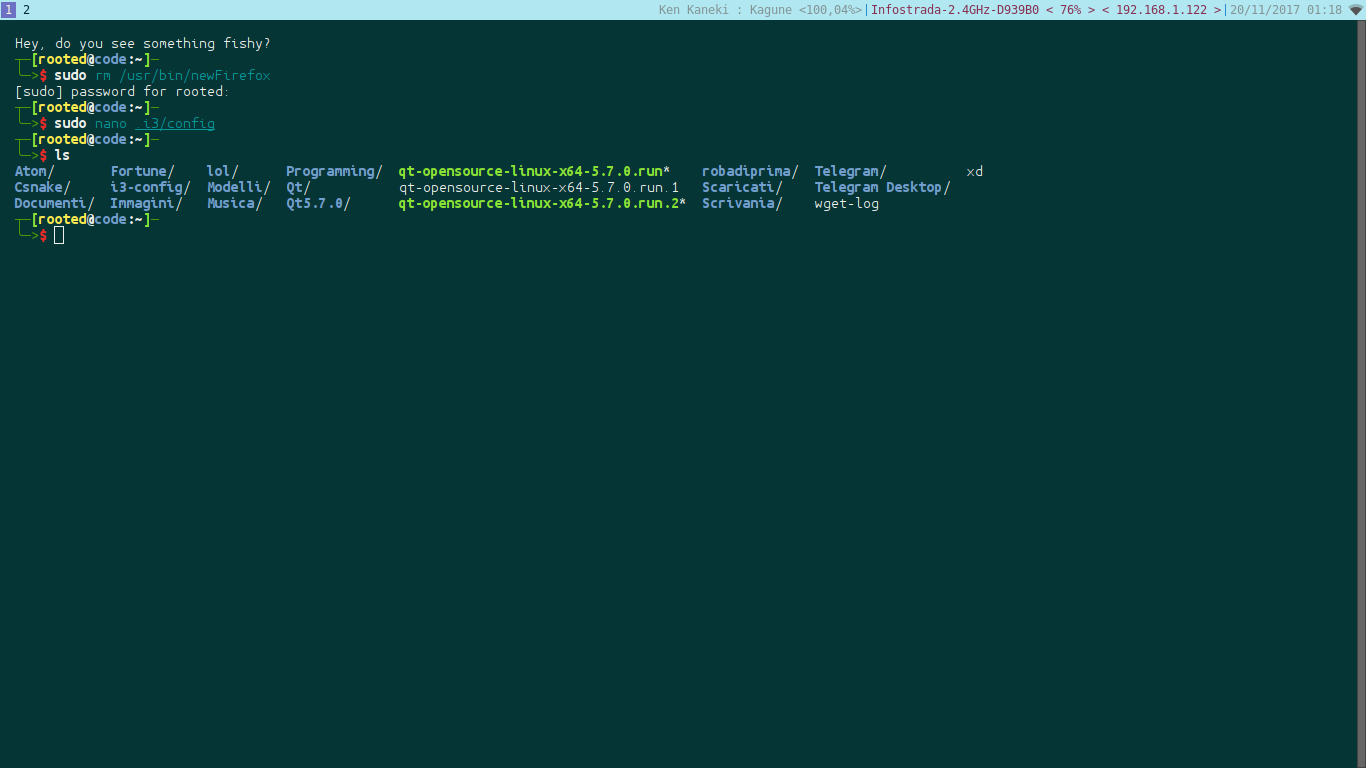 1 2 Ken Kaneki : Kagune <100,04%>|Infostrada-2.4GHz-D939B0 < 76% > < 192.168.1.122 >|20/11/2017 01:18
Hey, do you see something fishy?
┬─[rooted@code:~]─
╰─>$ sudo rm /usr/bin/newFirefox
[sudo] password for rooted:
┬─[rooted@code:~]─
╰─>$ sudo nano .i3/config
┬─[rooted@code:~]─
╰─>$ ls
Atom/ Fortune/ lol/ Programming/ qt-opensource-linux-x64-5.7.0.run* robadiprima/ Telegram/ xd
Csnake/ i3-config/ Modelli/ Qt/ qt-opensource-linux-x64-5.7.0.run.1 Scaricati/ Telegram Desktop/
Documenti/ Immagini/ Musica/ Qt5.7.0/ qt-opensource-linux-x64-5.7.0.run.2* Scrivania/ wget-log
┬─[rooted@code:~]─
╰─>$